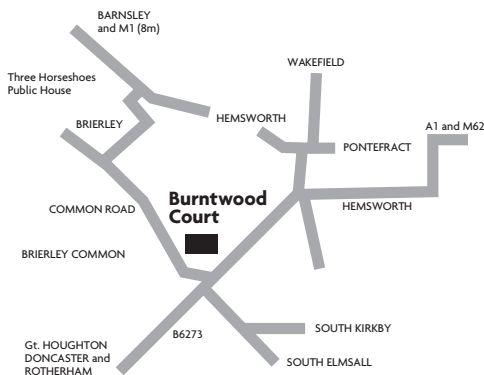 BARNSLEY
and M1 (8m)
WAKEFIELD
Three Horseshoes
Public House
HEMSWORTH
BRIERLEY
A1 and M62
PONTEFRACT
Burntwood
Court
COMMON ROAD
HEMSWORTH
BRIERLEY COMMON
SOUTH KIRKBY
B6273
Gt. HOUGHTON
DONCASTER and
ROTHERHAM
SOUTH ELMSALL